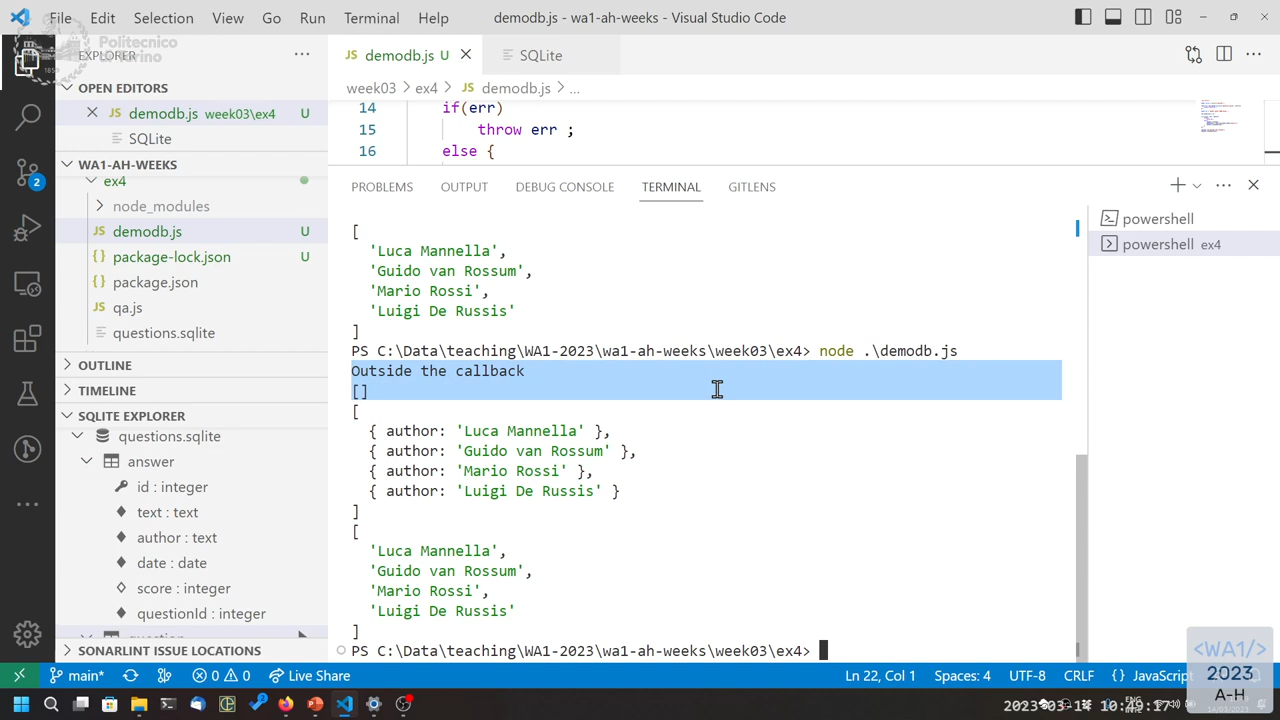 File Edit Selection View Go Run Terminal Help demodb.js - wa1-ah-weeks - Visual Studio Code
Politecnico
di Torino
1859
EXPLORER
OPEN EDITORS
demodb.js week03\ex4 U
SQLite
WA1-AH-WEEKS
ex4
node_modules
demodb.js U
package-lock.json U
package.json
qa.js
questions.sqlite
OUTLINE
TIMELINE
SQLITE EXPLORER
questions.sqlite
answer
id : integer
text : text
author : text
date : date
score : integer
questionId : integer
question
SONARLINT ISSUE LOCATIONS
2
JS demodb.js U
SQLite
week03 > ex4 > JS demodb.js > ...
14 if(err)
15 throw err ;
16 else {
PROBLEMS OUTPUT DEBUG CONSOLE TERMINAL GITLENS
powershell
powershell ex4
[
'Luca Mannella',
'Guido van Rossum',
'Mario Rossi',
'Luigi De Russis'
]
PS C:\Data\teaching\WA1-2023\wa1-ah-weeks\week03\ex4> node .\demodb.js
Outside the callback
[]
[
{ author: 'Luca Mannella' },
{ author: 'Guido van Rossum' },
{ author: 'Mario Rossi' },
{ author: 'Luigi De Russis' }
]
[
'Luca Mannella',
'Guido van Rossum',
'Mario Rossi',
'Luigi De Russis'
]
PS C:\Data\teaching\WA1-2023\wa1-ah-weeks\week03\ex4>
main* 0 0 Live Share Ln 22, Col 1 Spaces: 4 UTF-8 CRLF {} JavaScript
<WA1/>
2023
A-H
ENG